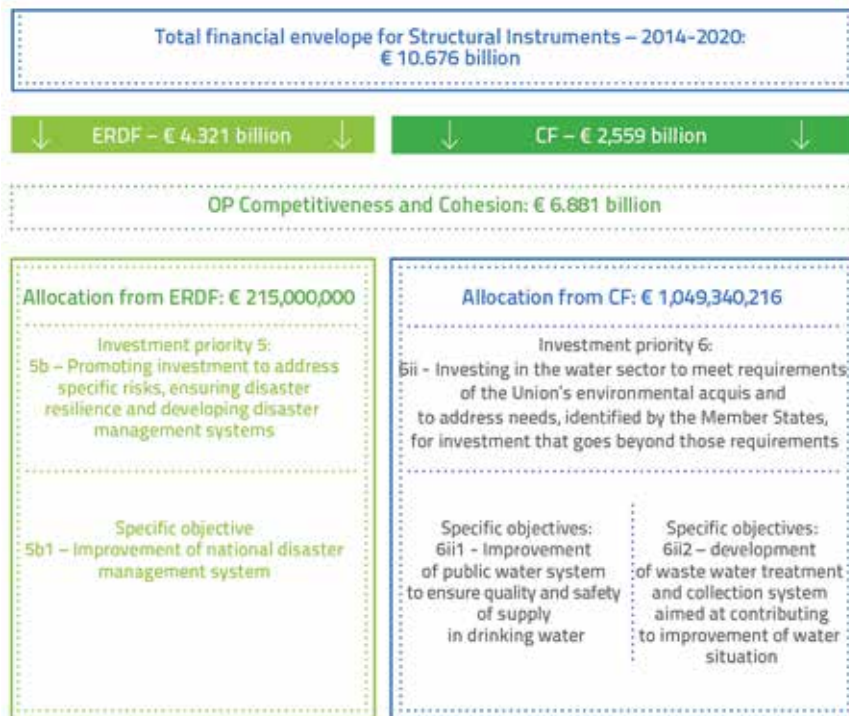 Total financial envelope for Structural Instruments – 2014-2020:
€ 10.676 billion
ERDF – € 4.321 billion
CF – € 2,559 billion
OP Competitiveness and Cohesion: € 6.881 billion
Allocation from ERDF: € 215,000,000
Investment priority 5:
5b – Promoting investment to address
specific risks, ensuring disaster
resilience and developing disaster
management systems
Specific objective
5b1 – Improvement of national disaster
management system
Allocation from CF: € 1,049,340,216
Investment priority 6:
6ii - Investing in the water sector to meet requirements
of the Union's environmental acquis and
to address needs, identified by the Member States,
for investment that goes beyond those requirements
Specific objectives:
6ii1 - Improvement
of public water system
to ensure quality and safety
of supply
in drinking water
Specific objectives:
6ii2 – development
of waste water treatment
and collection system
aimed at contributing
to improvement of water
situation